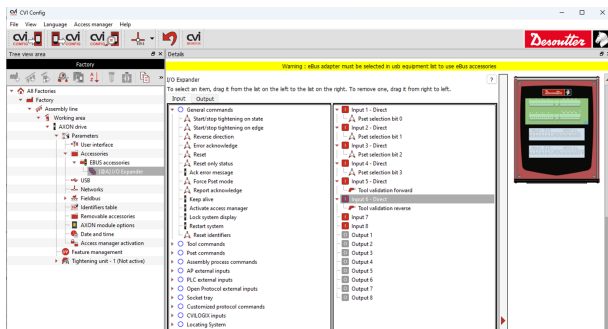 CVI Config
File View Language Access manager Help
Desoutter
Tree view area
Details
Factory
Warning : eBus adapter must be selected in usb equipment list to use eBus accessories
I/O Expander
To select an item, drag it from the list on the left to the list on the right. To remove one, drag it from right to left.
Input Output
All Factories
Factory
Assembly line
Working area
AXON drive
Parameters
User interface
Accessories
EBUS accessories
I/O Expander
USB
Networks
Fieldbus
Identifiers table
Removable accessories
AXON module options
Date and time
Access manager activation
Feature management
Tightening unit - 1 (Not active)
General commands
Start/stop tightening on state
Start/stop tightening on edge
Reverse direction
Error acknowledge
Reset
Reset only status
Ack error message
Force Pset mode
Report acknowledge
Keep alive
Activate access manager
Lock system display
Restart system
Reset identifiers
Tool commands
Pset commands
Assembly process commands
AP external inputs
PLC external inputs
Open Protocol external inputs
Socket tray
Customized protocol commands
CVILOGIX inputs
Locating System
Input 1 - Direct
Pset selection bit 0
Input 2 - Direct
Pset selection bit 1
Input 3 - Direct
Pset selection bit 2
Input 4 - Direct
Pset selection bit 3
Input 5 - Direct
Tool validation forward
Input 6 - Direct
Tool validation reverse
Input 7
Input 8
Output 1
Output 2
Output 3
Output 4
Output 5
Output 6
Output 7
Output 8